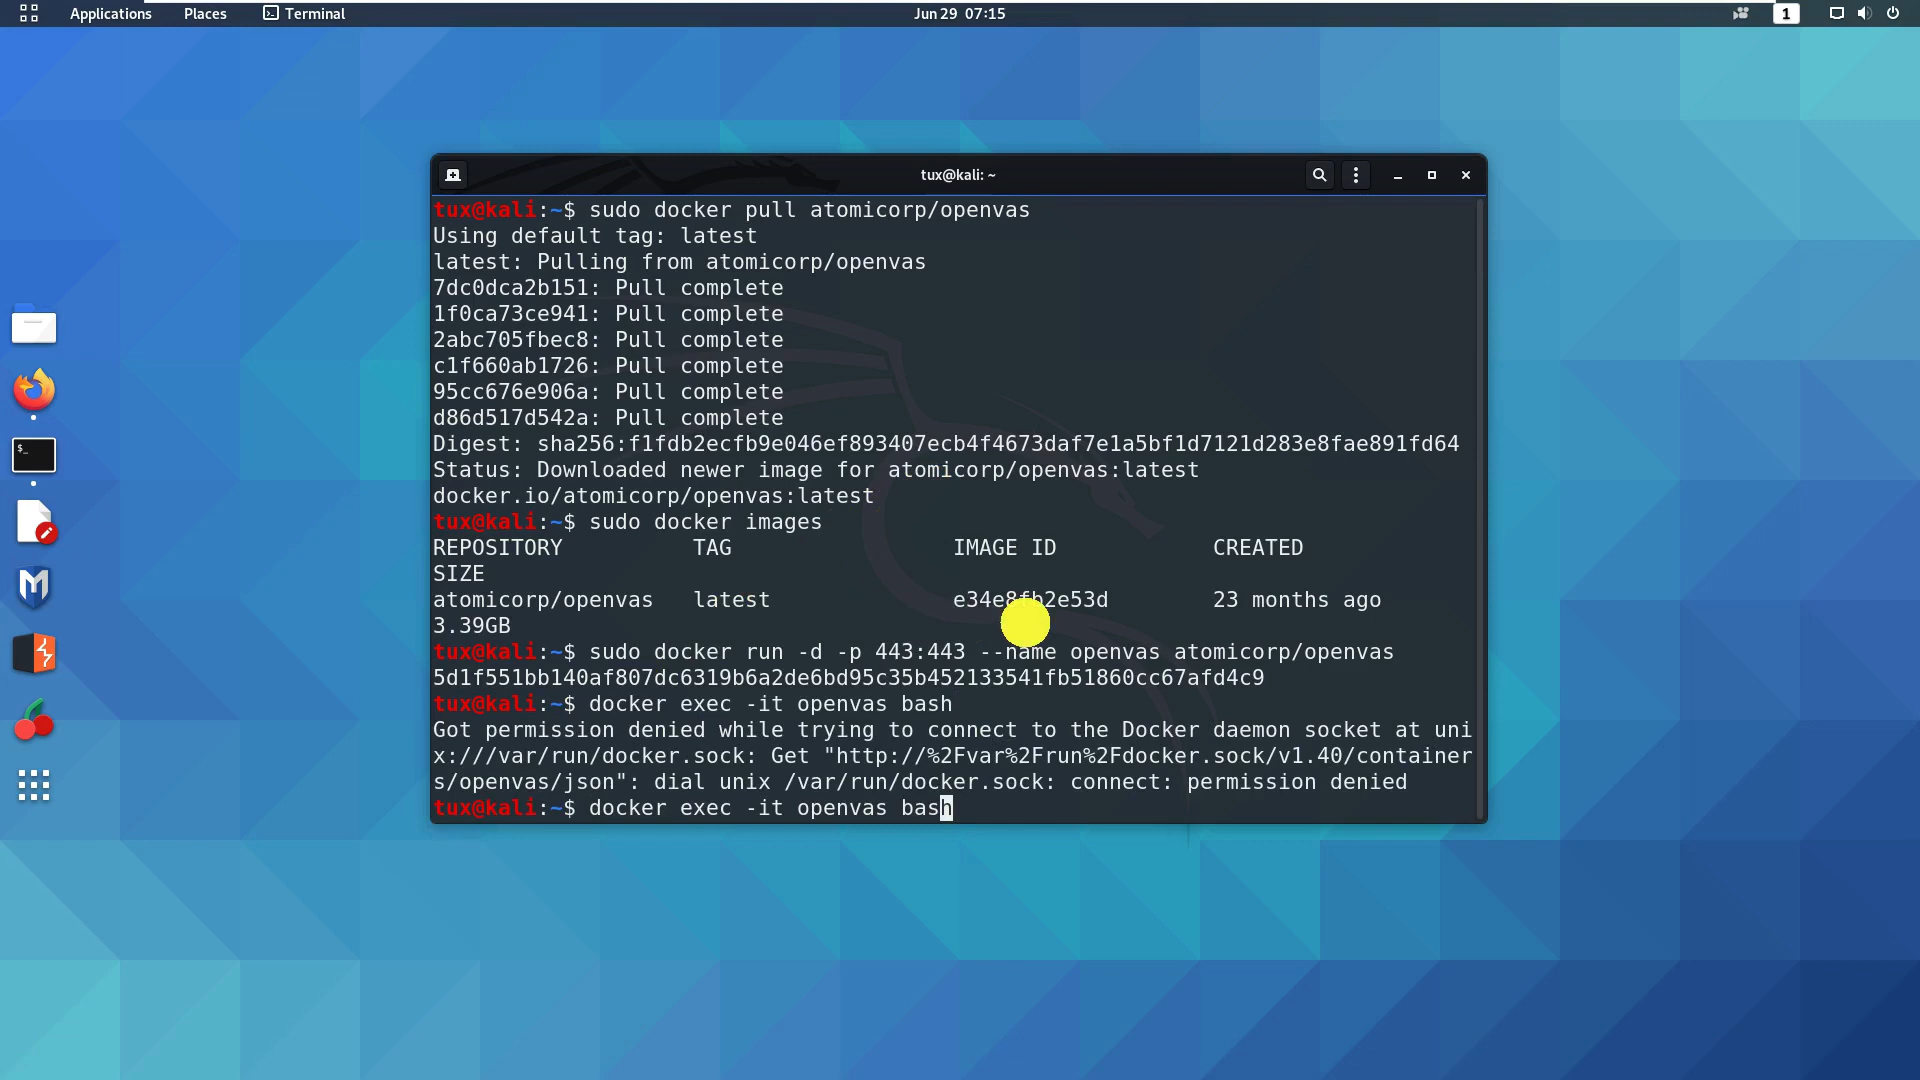 Applications Places Terminal Jun 29 07:15 1
tux@kali: ~
tux@kali:~$ sudo docker pull atomicorp/openvas
Using default tag: latest
latest: Pulling from atomicorp/openvas
7dc0dca2b151: Pull complete
1f0ca73ce941: Pull complete
2abc705fbec8: Pull complete
c1f660ab1726: Pull complete
95cc676e906a: Pull complete
d86d517d542a: Pull complete
Digest: sha256:f1fdb2ecfb9e046ef893407ecb4f4673daf7e1a5bf1d7121d283e8fae891fd64
Status: Downloaded newer image for atomicorp/openvas:latest
docker.io/atomicorp/openvas:latest
tux@kali:~$ sudo docker images
REPOSITORY TAG IMAGE ID CREATED
SIZE
atomicorp/openvas latest e34e8fb2e53d 23 months ago
3.39GB
tux@kali:~$ sudo docker run -d -p 443:443 --name openvas atomicorp/openvas
5d1f551bb140af807dc6319b6a2de6bd95c35b452133541fb51860cc67afd4c9
tux@kali:~$ docker exec -it openvas bash
Got permission denied while trying to connect to the Docker daemon socket at uni
x:///var/run/docker.sock: Get "http://%2Fvar%2Frun%2Fdocker.sock/v1.40/container
s/openvas/json": dial unix /var/run/docker.sock: connect: permission denied
tux@kali:~$ docker exec -it openvas bash